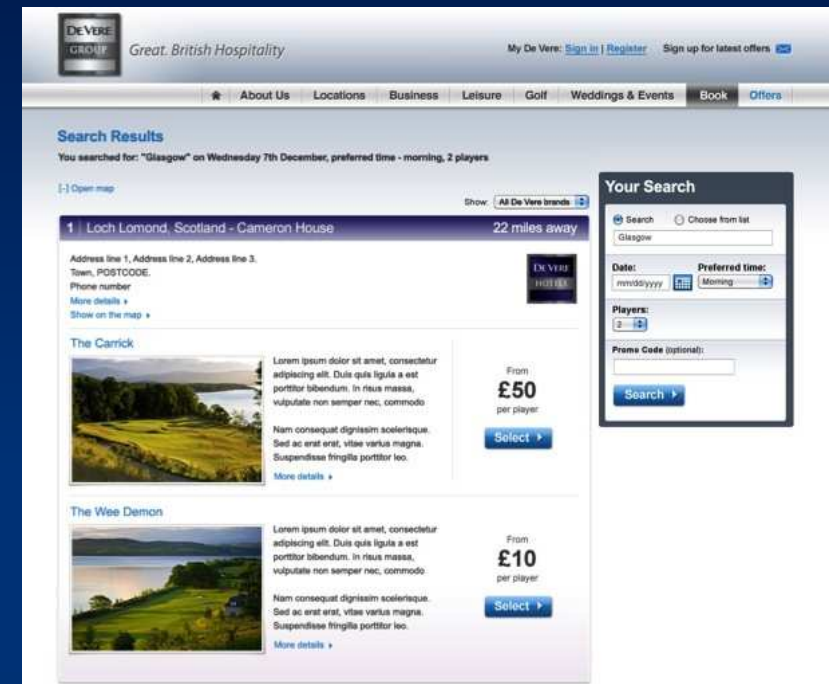 DE VERE
GROUP
Great. British Hospitality
My De Vere: Sign in | Register Sign up for latest offers
About Us Locations Business Leisure Golf Weddings & Events Book Offers
Search Results
You searched for: "Glasgow" on Wednesday 7th December, preferred time - morning, 2 players
[-] Open map
Show: All De Vere brands
1 Loch Lomond, Scotland - Cameron House 22 miles away
Address line 1, Address line 2, Address line 3.
Town, POSTCODE.
Phone number
More details
Show on the map
DE VERE
HOTELS
The Carrick
Lorem ipsum dolor sit amet, consectetur
adipiscing elit. Duis quis ligula a est
porttitor bibendum. In risus massa,
vulputate non semper nec, commodo
Nam consequat dignissim scelerisque.
Sed ac erat erat, vitae varius magna.
Suspendisse fringilla porttitor leo.
More details
From
£50
per player
Select
The Wee Demon
Lorem ipsum dolor sit amet, consectetur
adipiscing elit. Duis quis ligula a est
porttitor bibendum. In risus massa,
vulputate non semper nec, commodo
Nam consequat dignissim scelerisque.
Sed ac erat erat, vitae varius magna.
Suspendisse fringilla porttitor leo.
More details
From
£10
per player
Select
Your Search
Search Choose from list
Glasgow
Date: Preferred time:
mm/dd/yyyy Morning
Players:
2
Promo Code (optional):
Search